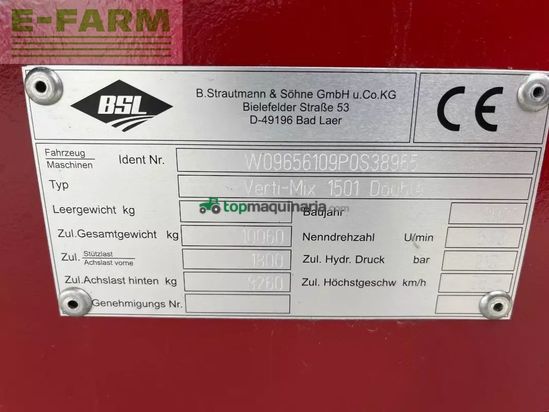 E-FARM
BSL
B.Strautmann & Söhne GmbH u.Co.KG
Bielefelder Straße 53
D-49196 Bad Laer
CE
Fahrzeug
Maschinen
Ident Nr. W09656109P0S38965
Typ Verti-Mix 1501 Double
Leergewicht kg Baujahr
topmaquinaria.com
Zul.Gesamtgewicht kg 10060 Nenndrehzahl U/min
Zul. Stützlast
Achslast vorne kg 1800 Zul. Hydr. Druck bar
Zul.Achslast hinten kg 8260 Zul. Höchstgeschw. km/h
Genehmigungs Nr.